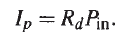 I_p = R_d P_in.